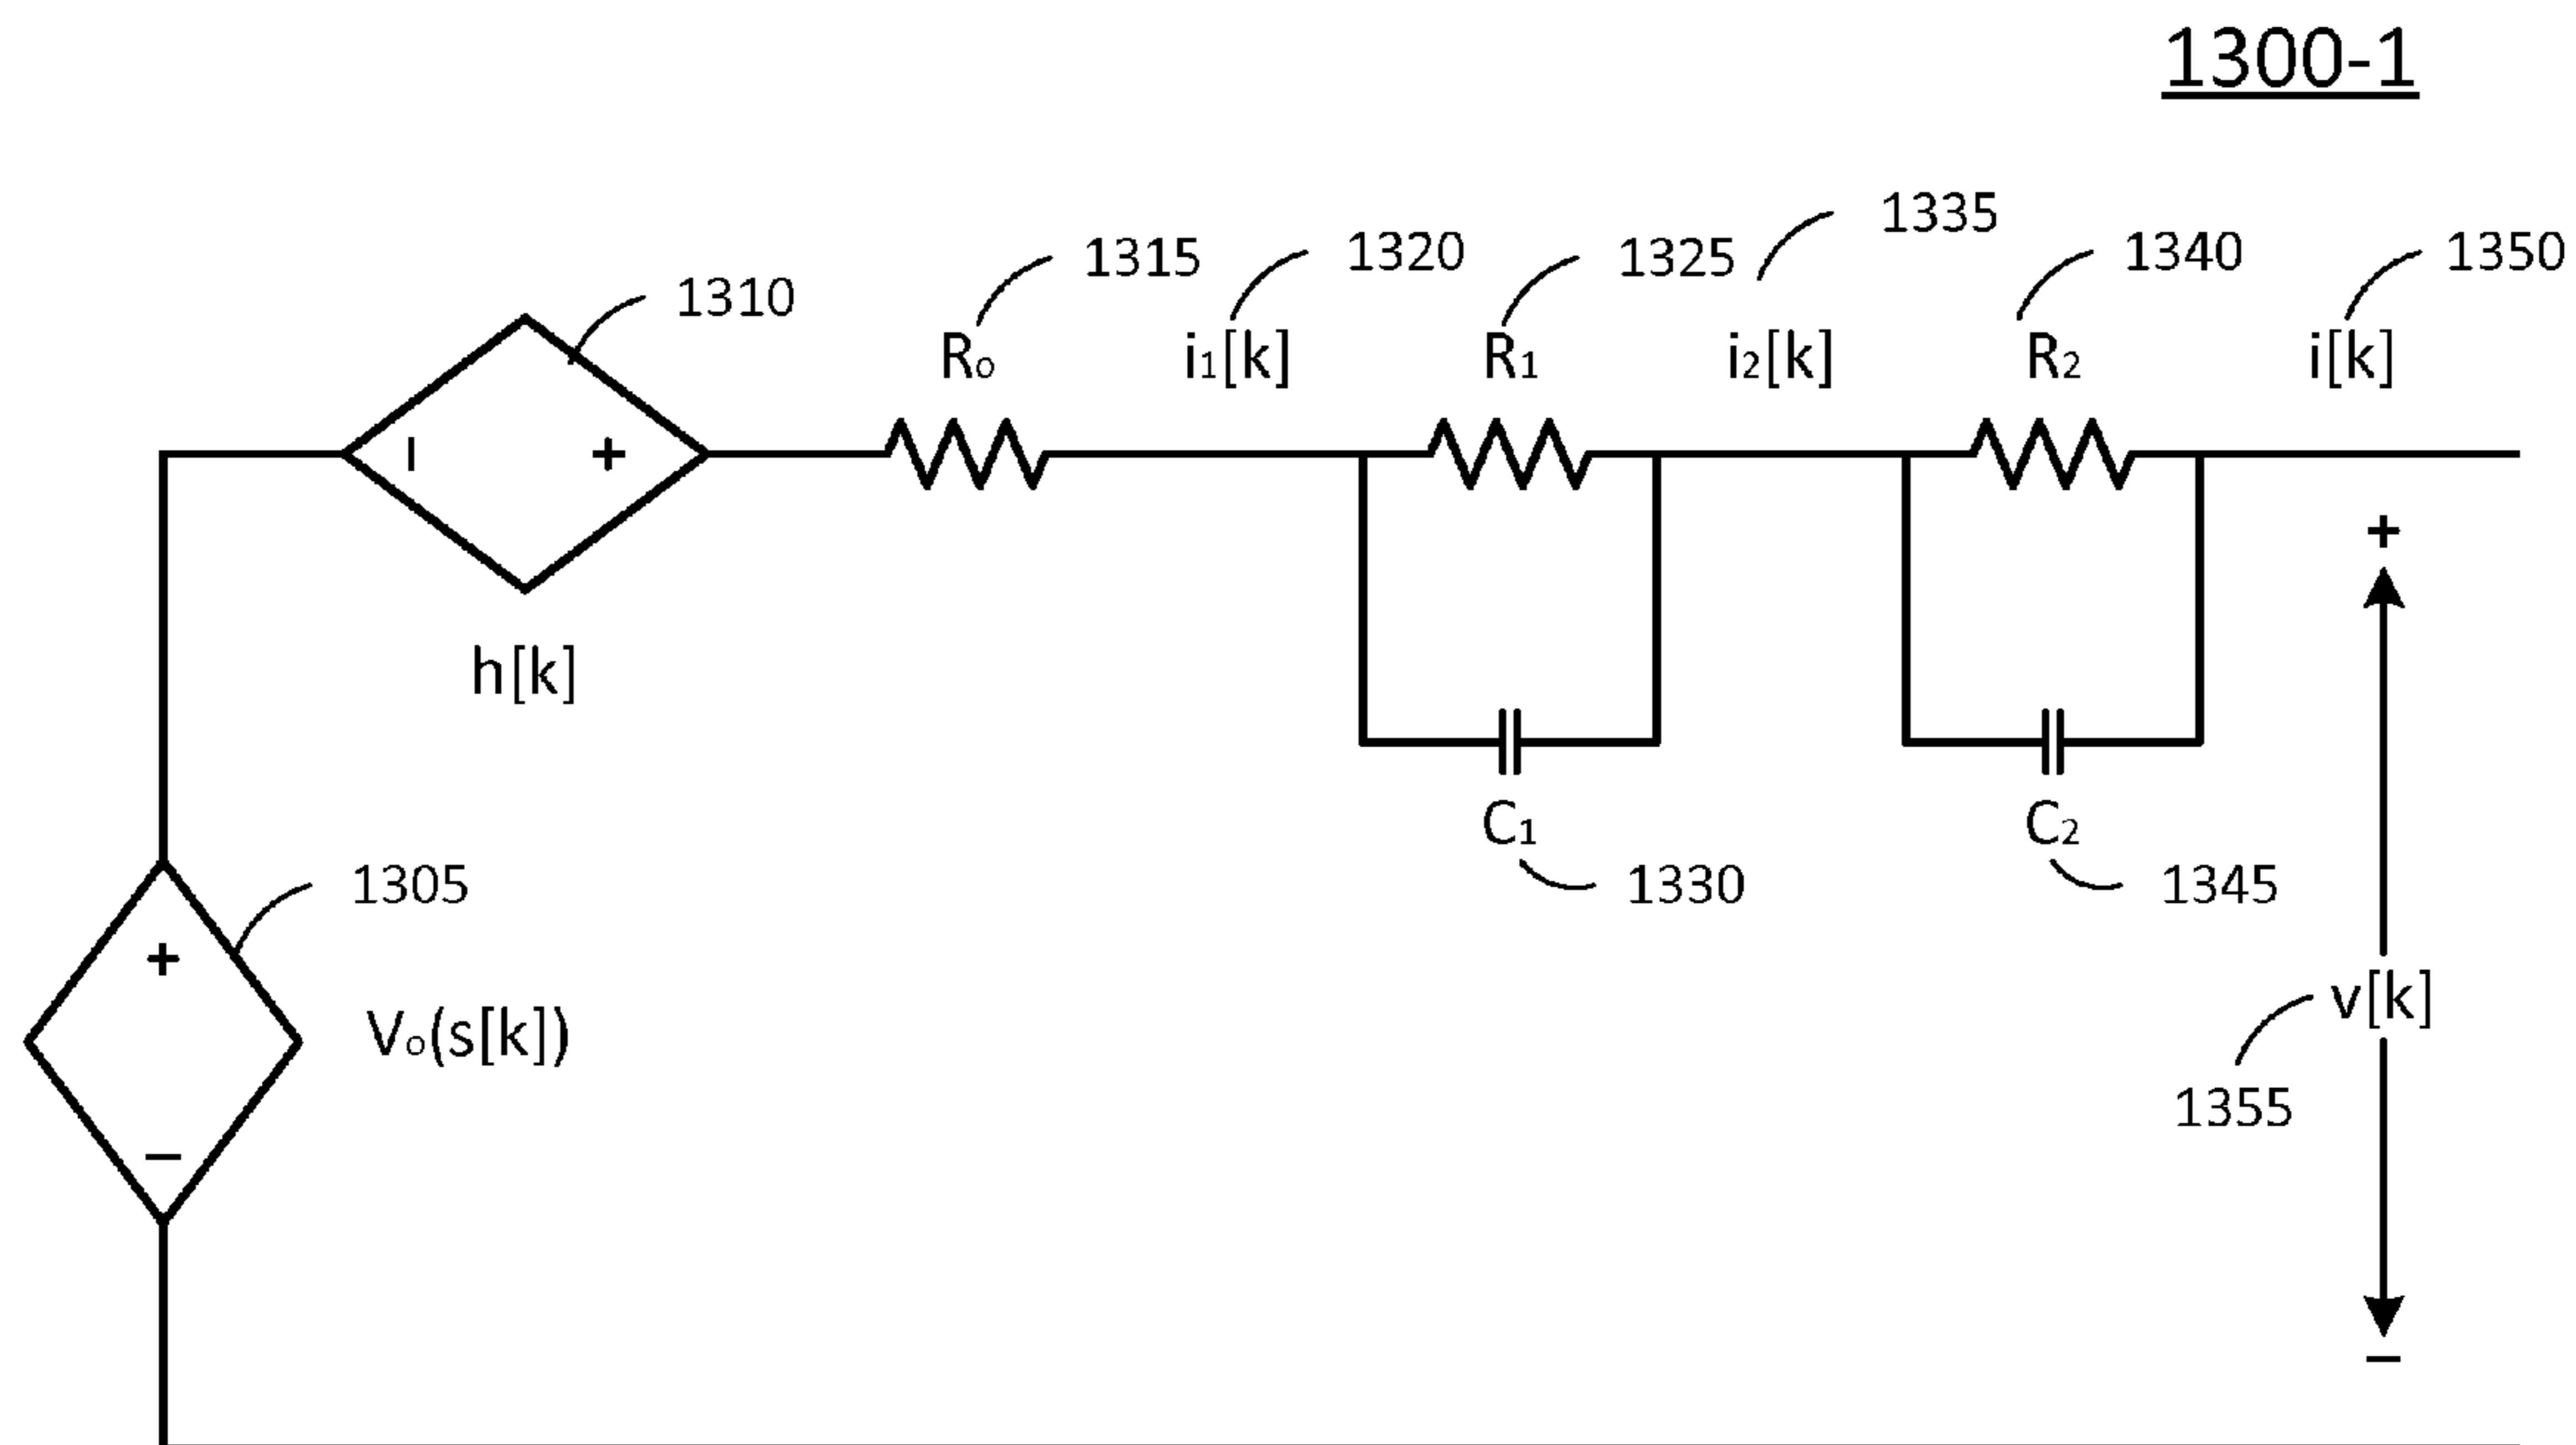 1300-1
1335
1315 1320 1325 1340 1350
1310
R₀ i₁[k] R₁ i₂[k] R₂ i[k]
− +
+
h[k]
C₁ C₂
1305 1330 1345
+
v[k]
V₀(s[k])
1355
−
−